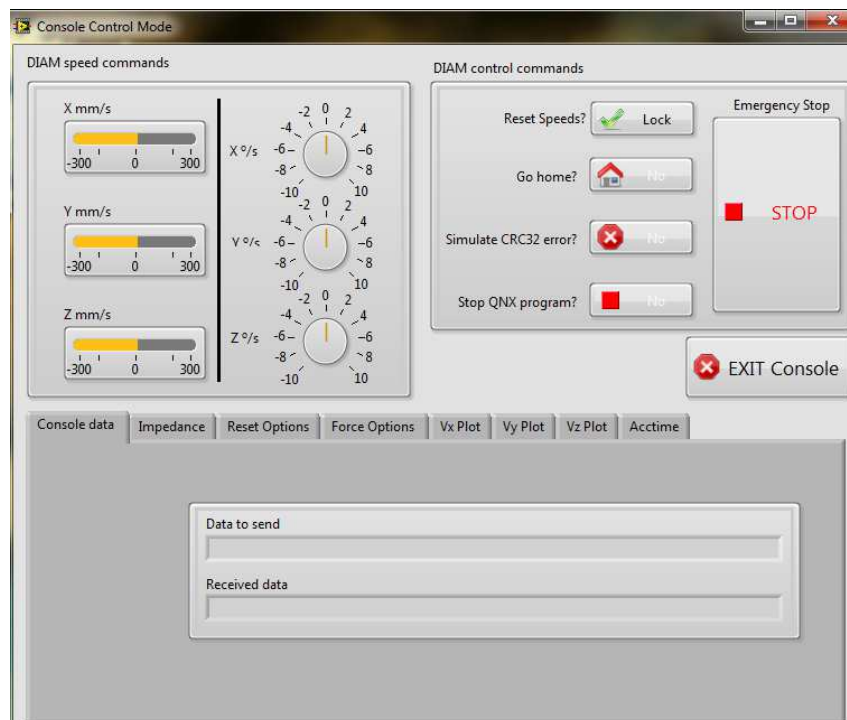 Console Control Mode
DIAM speed commands
X mm/s
-300 0 300
Y mm/s
-300 0 300
Z mm/s
-300 0 300
X º/s
-10 -8 -6 -4 -2 0 2 4 6 8 10
Y º/s
-10 -8 -6 -4 -2 0 2 4 6 8 10
Z º/s
-10 -8 -6 -4 -2 0 2 4 6 8 10
DIAM control commands
Reset Speeds? Lock
Go home? No
Simulate CRC32 error? No
Stop QNX program? No
Emergency Stop
STOP
EXIT Console
Console data Impedance Reset Options Force Options Vx Plot Vy Plot Vz Plot Acctime
Data to send
Received data